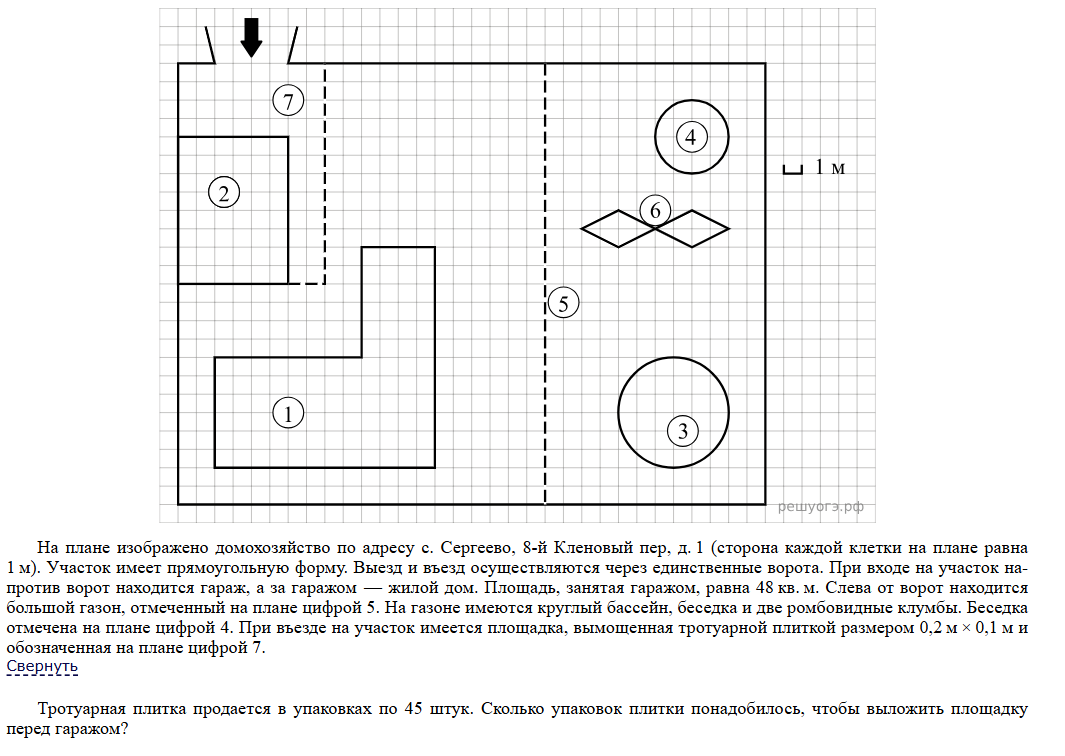 7
4
1 м
2
6
5
1
3
решуогэ.рф
На плане изображено домохозяйство по адресу с. Сергеево, 8-й Кленовый пер, д. 1 (сторона каждой клетки на плане равна
1 м). Участок имеет прямоугольную форму. Выезд и въезд осуществляются через единственные ворота. При входе на участок на-
против ворот находится гараж, а за гаражом — жилой дом. Площадь, занятая гаражом, равна 48 кв. м. Слева от ворот находится
большой газон, отмеченный на плане цифрой 5. На газоне имеются круглый бассейн, беседка и две ромбовидные клумбы. Беседка
отмечена на плане цифрой 4. При въезде на участок имеется площадка, вымощенная тротуарной плиткой размером 0,2 м × 0,1 м и
обозначенная на плане цифрой 7.
Свернуть
Тротуарная плитка продается в упаковках по 45 штук. Сколько упаковок плитки понадобилось, чтобы выложить площадку
перед гаражом?